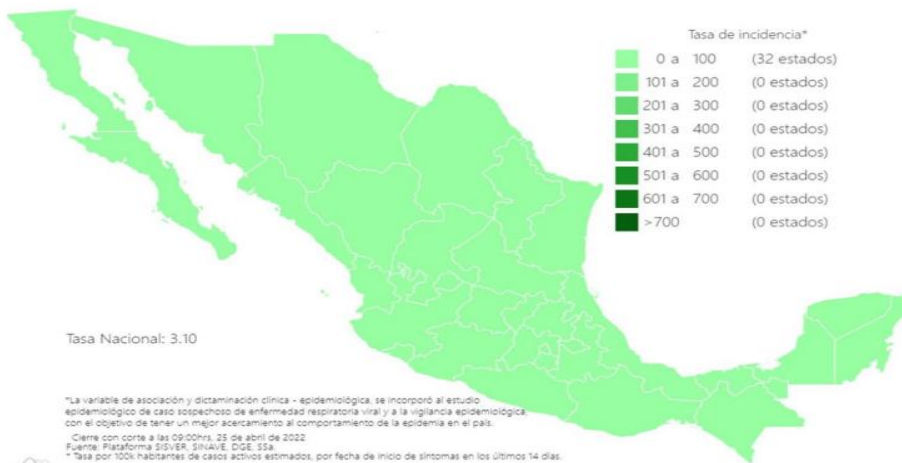 Tasa de incidencia*
0 a 100 (32 estados)
101 a 200 (0 estados)
201 a 300 (0 estados)
301 a 400 (0 estados)
401 a 500 (0 estados)
501 a 600 (0 estados)
601 a 700 (0 estados)
>700 (0 estados)
Tasa Nacional: 3.10
*La variable de asociación y dictaminación clínica - epidemiológica, se incorporó al estudio
epidemiológico de caso sospechoso de enfermedad respiratoria viral y a la vigilancia epidemiológica,
con el objetivo de tener un mejor acercamiento al comportamiento de la epidemia en el país.
Cierre con corte a las 09:00hrs, 25 de abril de 2022
Fuente: Plataforma SISVER, SINAVE, DGE, SSa.
* Tasa por 100k habitantes de casos activos estimados, por fecha de inicio de síntomas en los últimos 14 días.